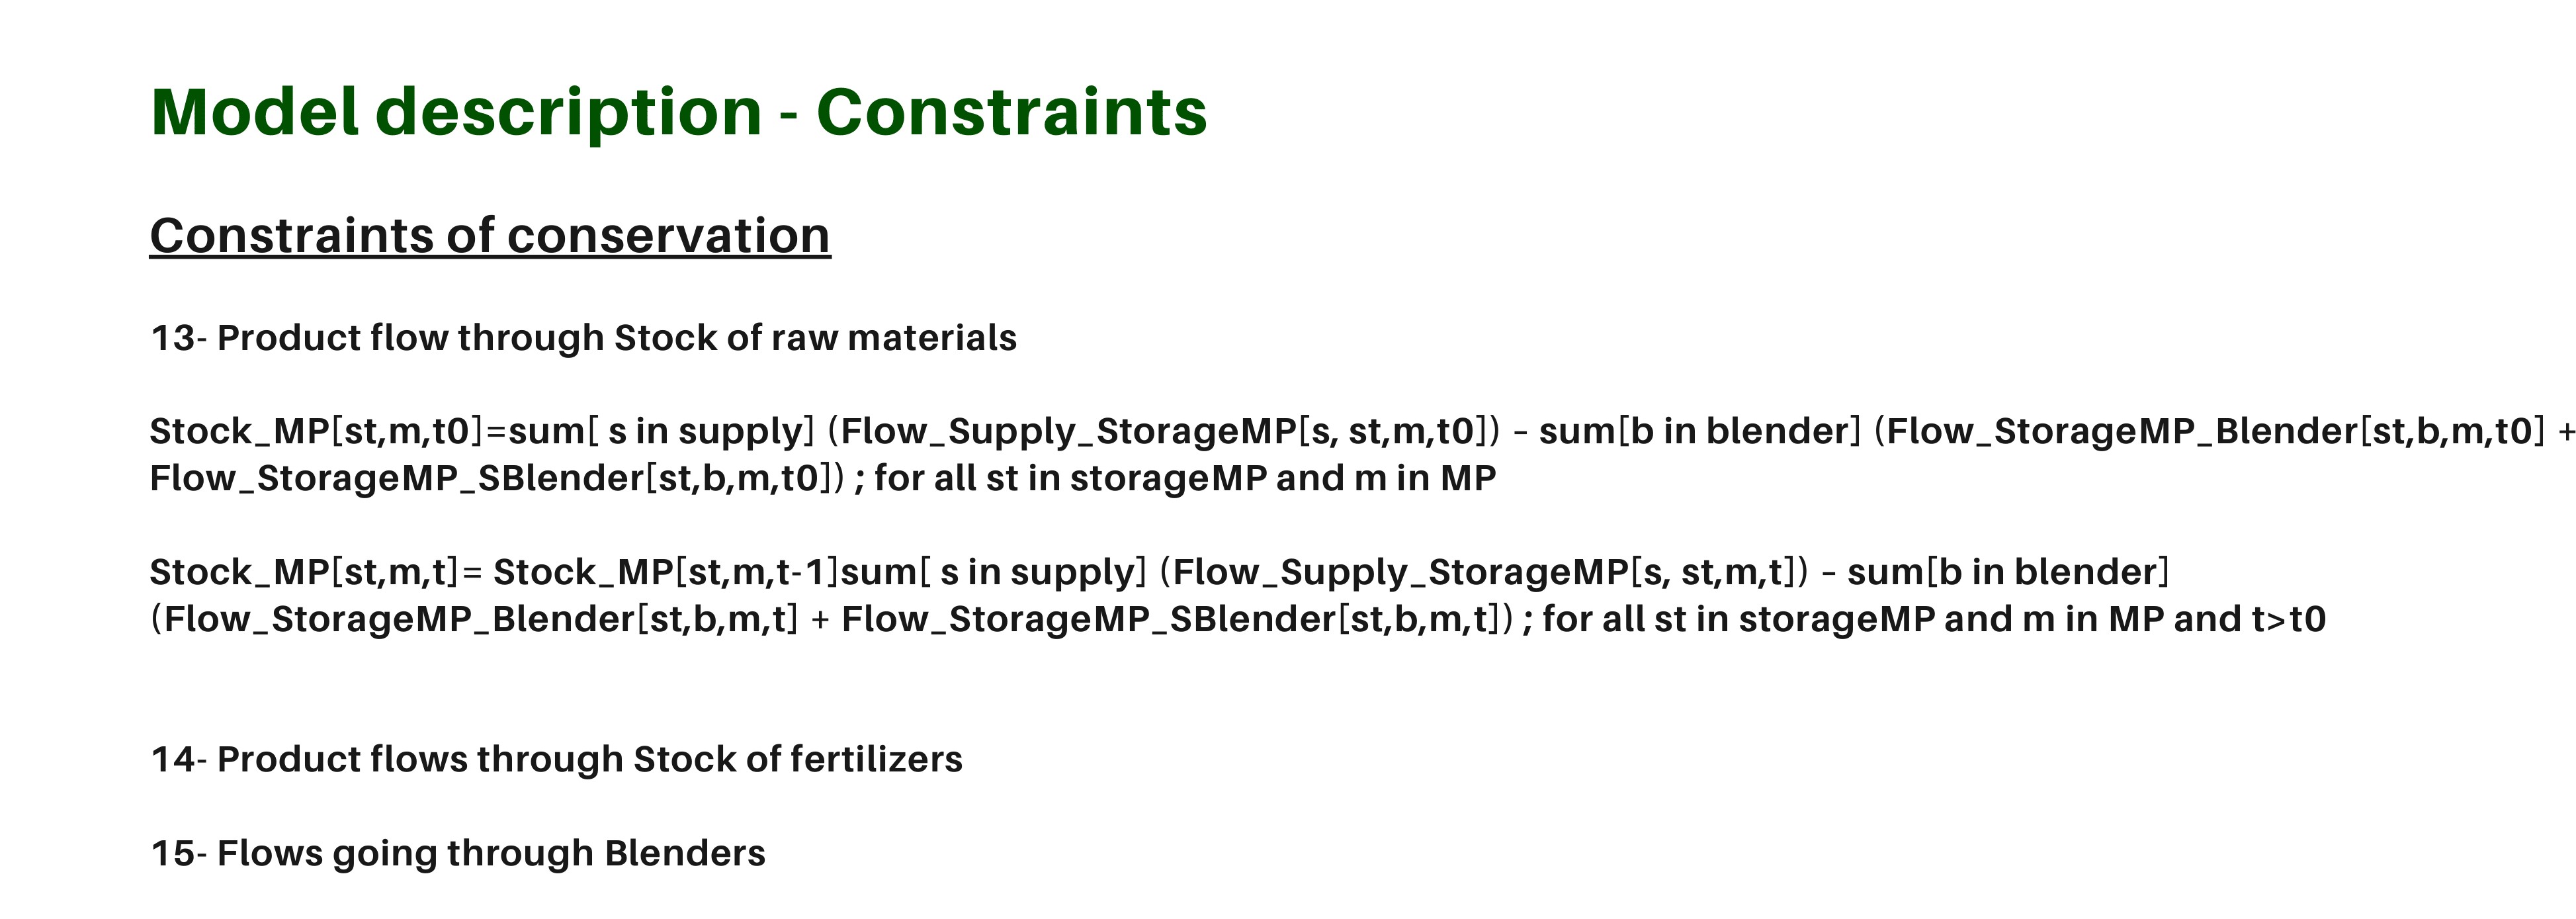 Model description - Constraints
Constraints of conservation
13- Product flow through Stock of raw materials
Stock_MP[st,m,t0]=sum[ s in supply] (Flow_Supply_StorageMP[s, st,m,t0]) – sum[b in blender] (Flow_StorageMP_Blender[st,b,m,t0] +
Flow_StorageMP_SBlender[st,b,m,t0]) ; for all st in storageMP and m in MP
Stock_MP[st,m,t]= Stock_MP[st,m,t-1]sum[ s in supply] (Flow_Supply_StorageMP[s, st,m,t]) – sum[b in blender]
(Flow_StorageMP_Blender[st,b,m,t] + Flow_StorageMP_SBlender[st,b,m,t]) ; for all st in storageMP and m in MP and t>t0
14- Product flows through Stock of fertilizers
15- Flows going through Blenders